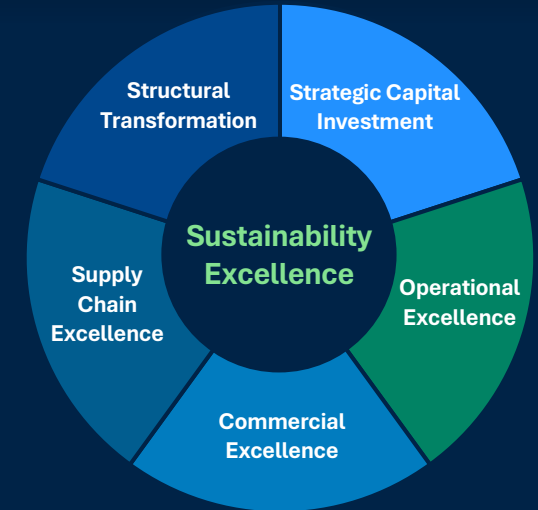 Structural
Transformation
Strategic Capital
Investment
Sustainability
Excellence
Supply
Chain
Excellence
Operational
Excellence
Commercial
Excellence